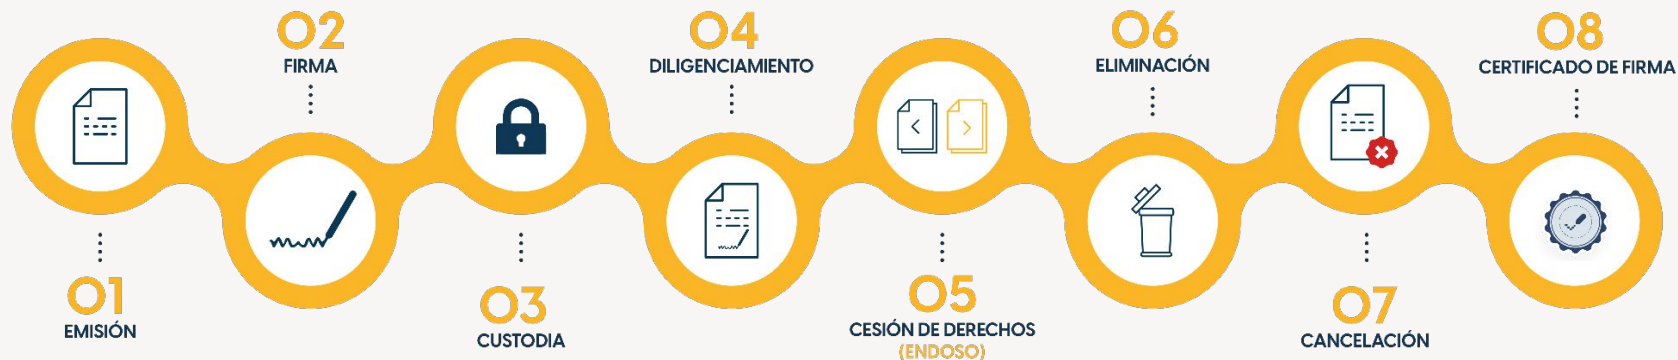 01
EMISIÓN
02
FIRMA
03
CUSTODIA
04
DILIGENCIAMIENTO
05
CESIÓN DE DERECHOS
(ENDOSO)
06
ELIMINACIÓN
07
CANCELACIÓN
08
CERTIFICADO DE FIRMA